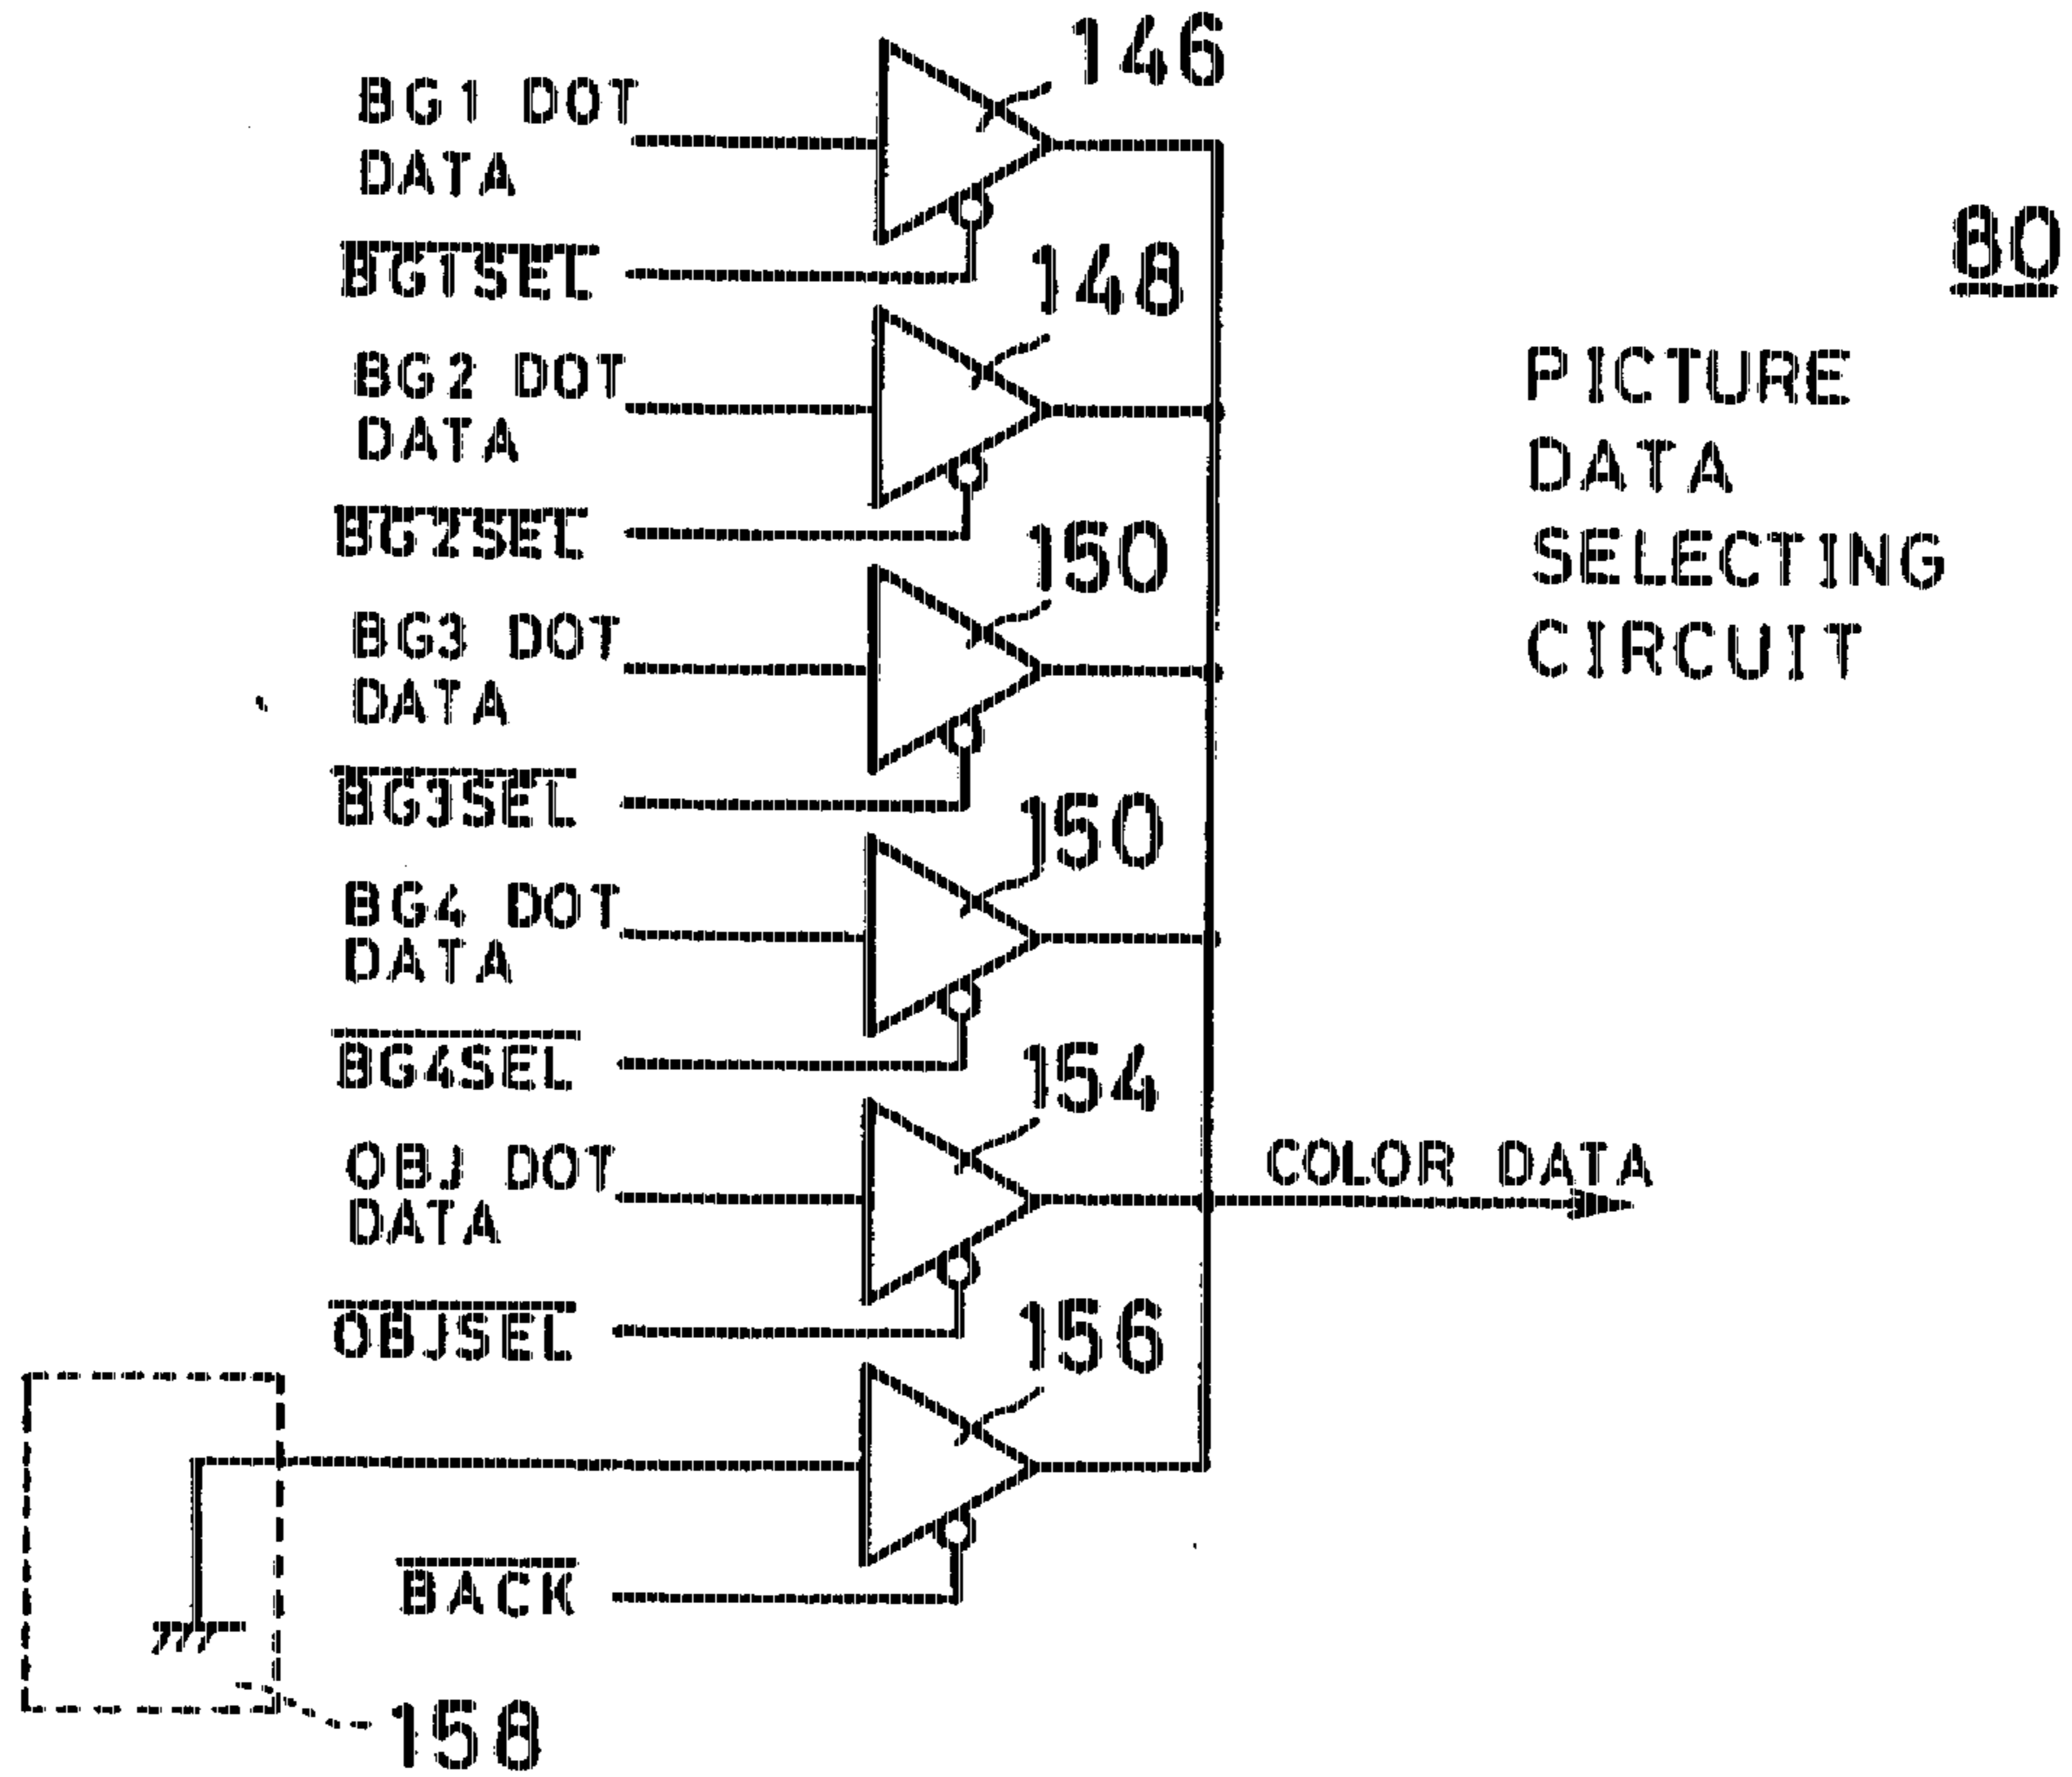 146
BG1 DOT
DATA
80
BG1SEL
148
PICTURE
BG2 DOT
DATA
DATA
BG2SEL
SELECTING
150
BG3 DOT
CIRCUIT
DATA
BG3SEL
150
BG4 DOT
DATA
BG4SEL
154
OBJ DOT
COLOR DATA
DATA
OBJSEL
156
BACK
158